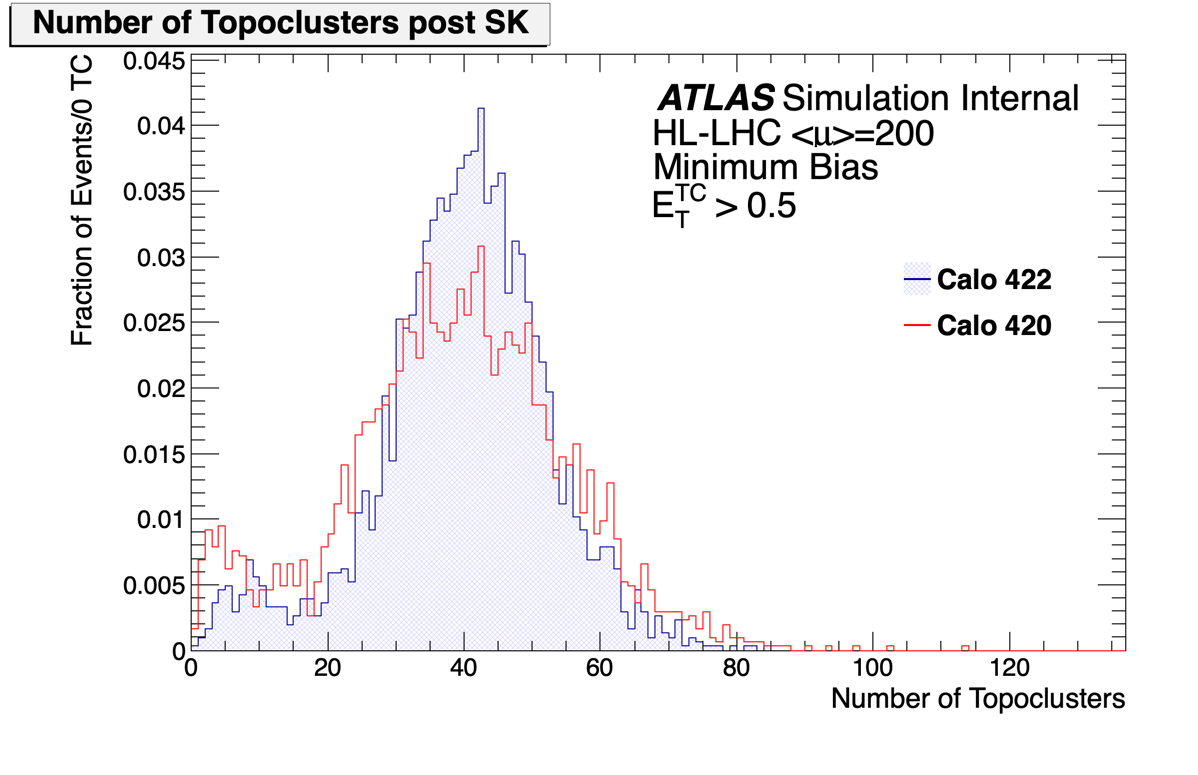 Number of Topoclusters post SK
Fraction of Events/0 TC
0.045
0.04
0.035
0.03
0.025
0.02
0.015
0.01
0.005
0
ATLAS Simulation Internal
HL-LHC <μ>=200
Minimum Bias
E_T^TC > 0.5
Calo 422
Calo 420
0 20 40 60 80 100 120
Number of Topoclusters